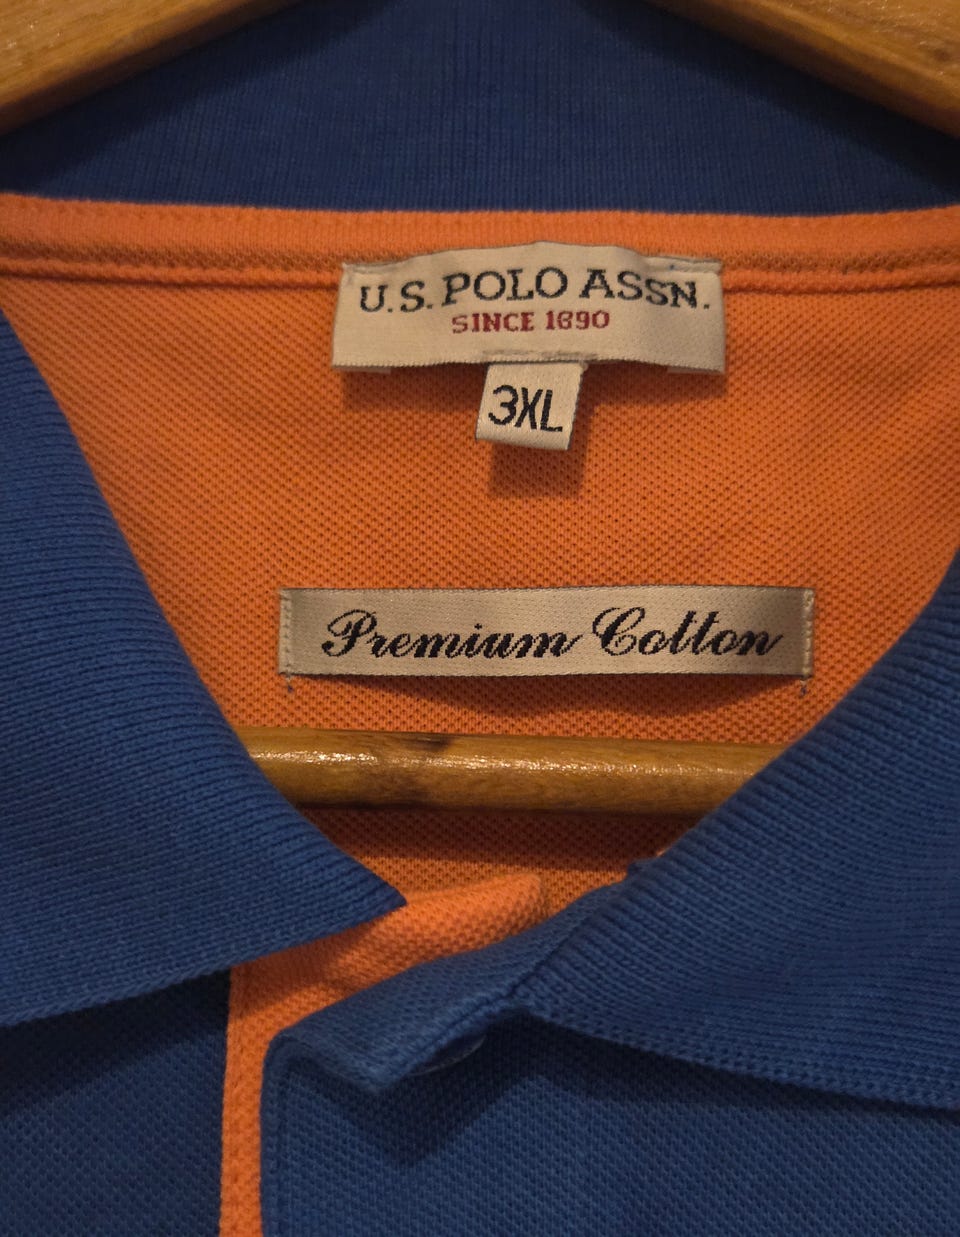 U.S. POLO ASSN.
SINCE 1890
3XL
Premium Cotton